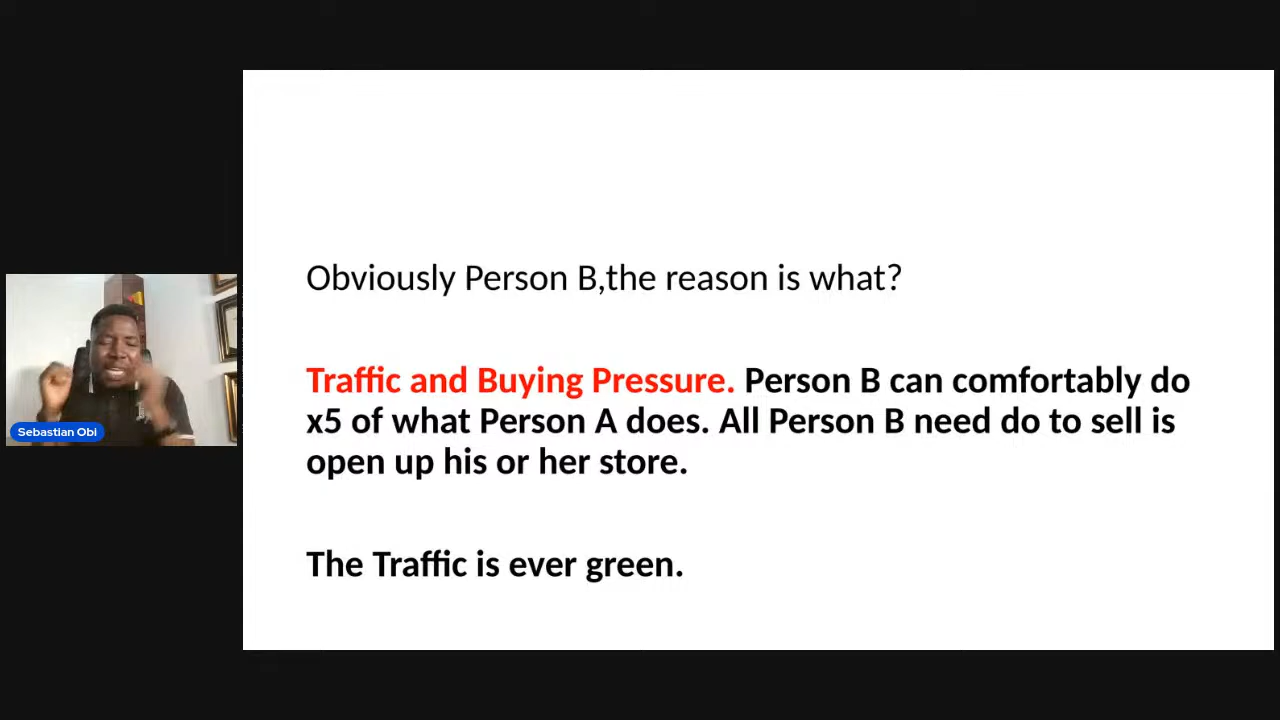 Obviously Person B,the reason is what?
Traffic and Buying Pressure. Person B can comfortably do
x5 of what Person A does. All Person B need do to sell is
open up his or her store.
The Traffic is ever green.
Sebastian Obi